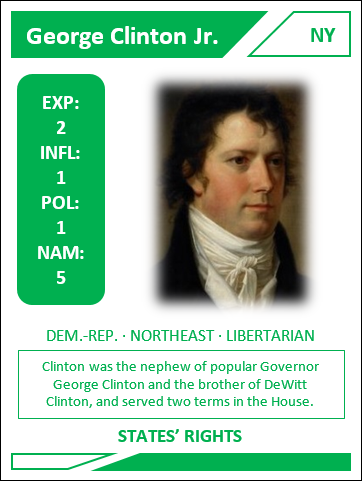 George Clinton Jr.
NY
EXP:
2
INFL:
1
POL:
1
NAM:
5
DEM.-REP. · NORTHEAST · LIBERTARIAN
Clinton was the nephew of popular Governor
George Clinton and the brother of DeWitt
Clinton, and served two terms in the House.
STATES’ RIGHTS